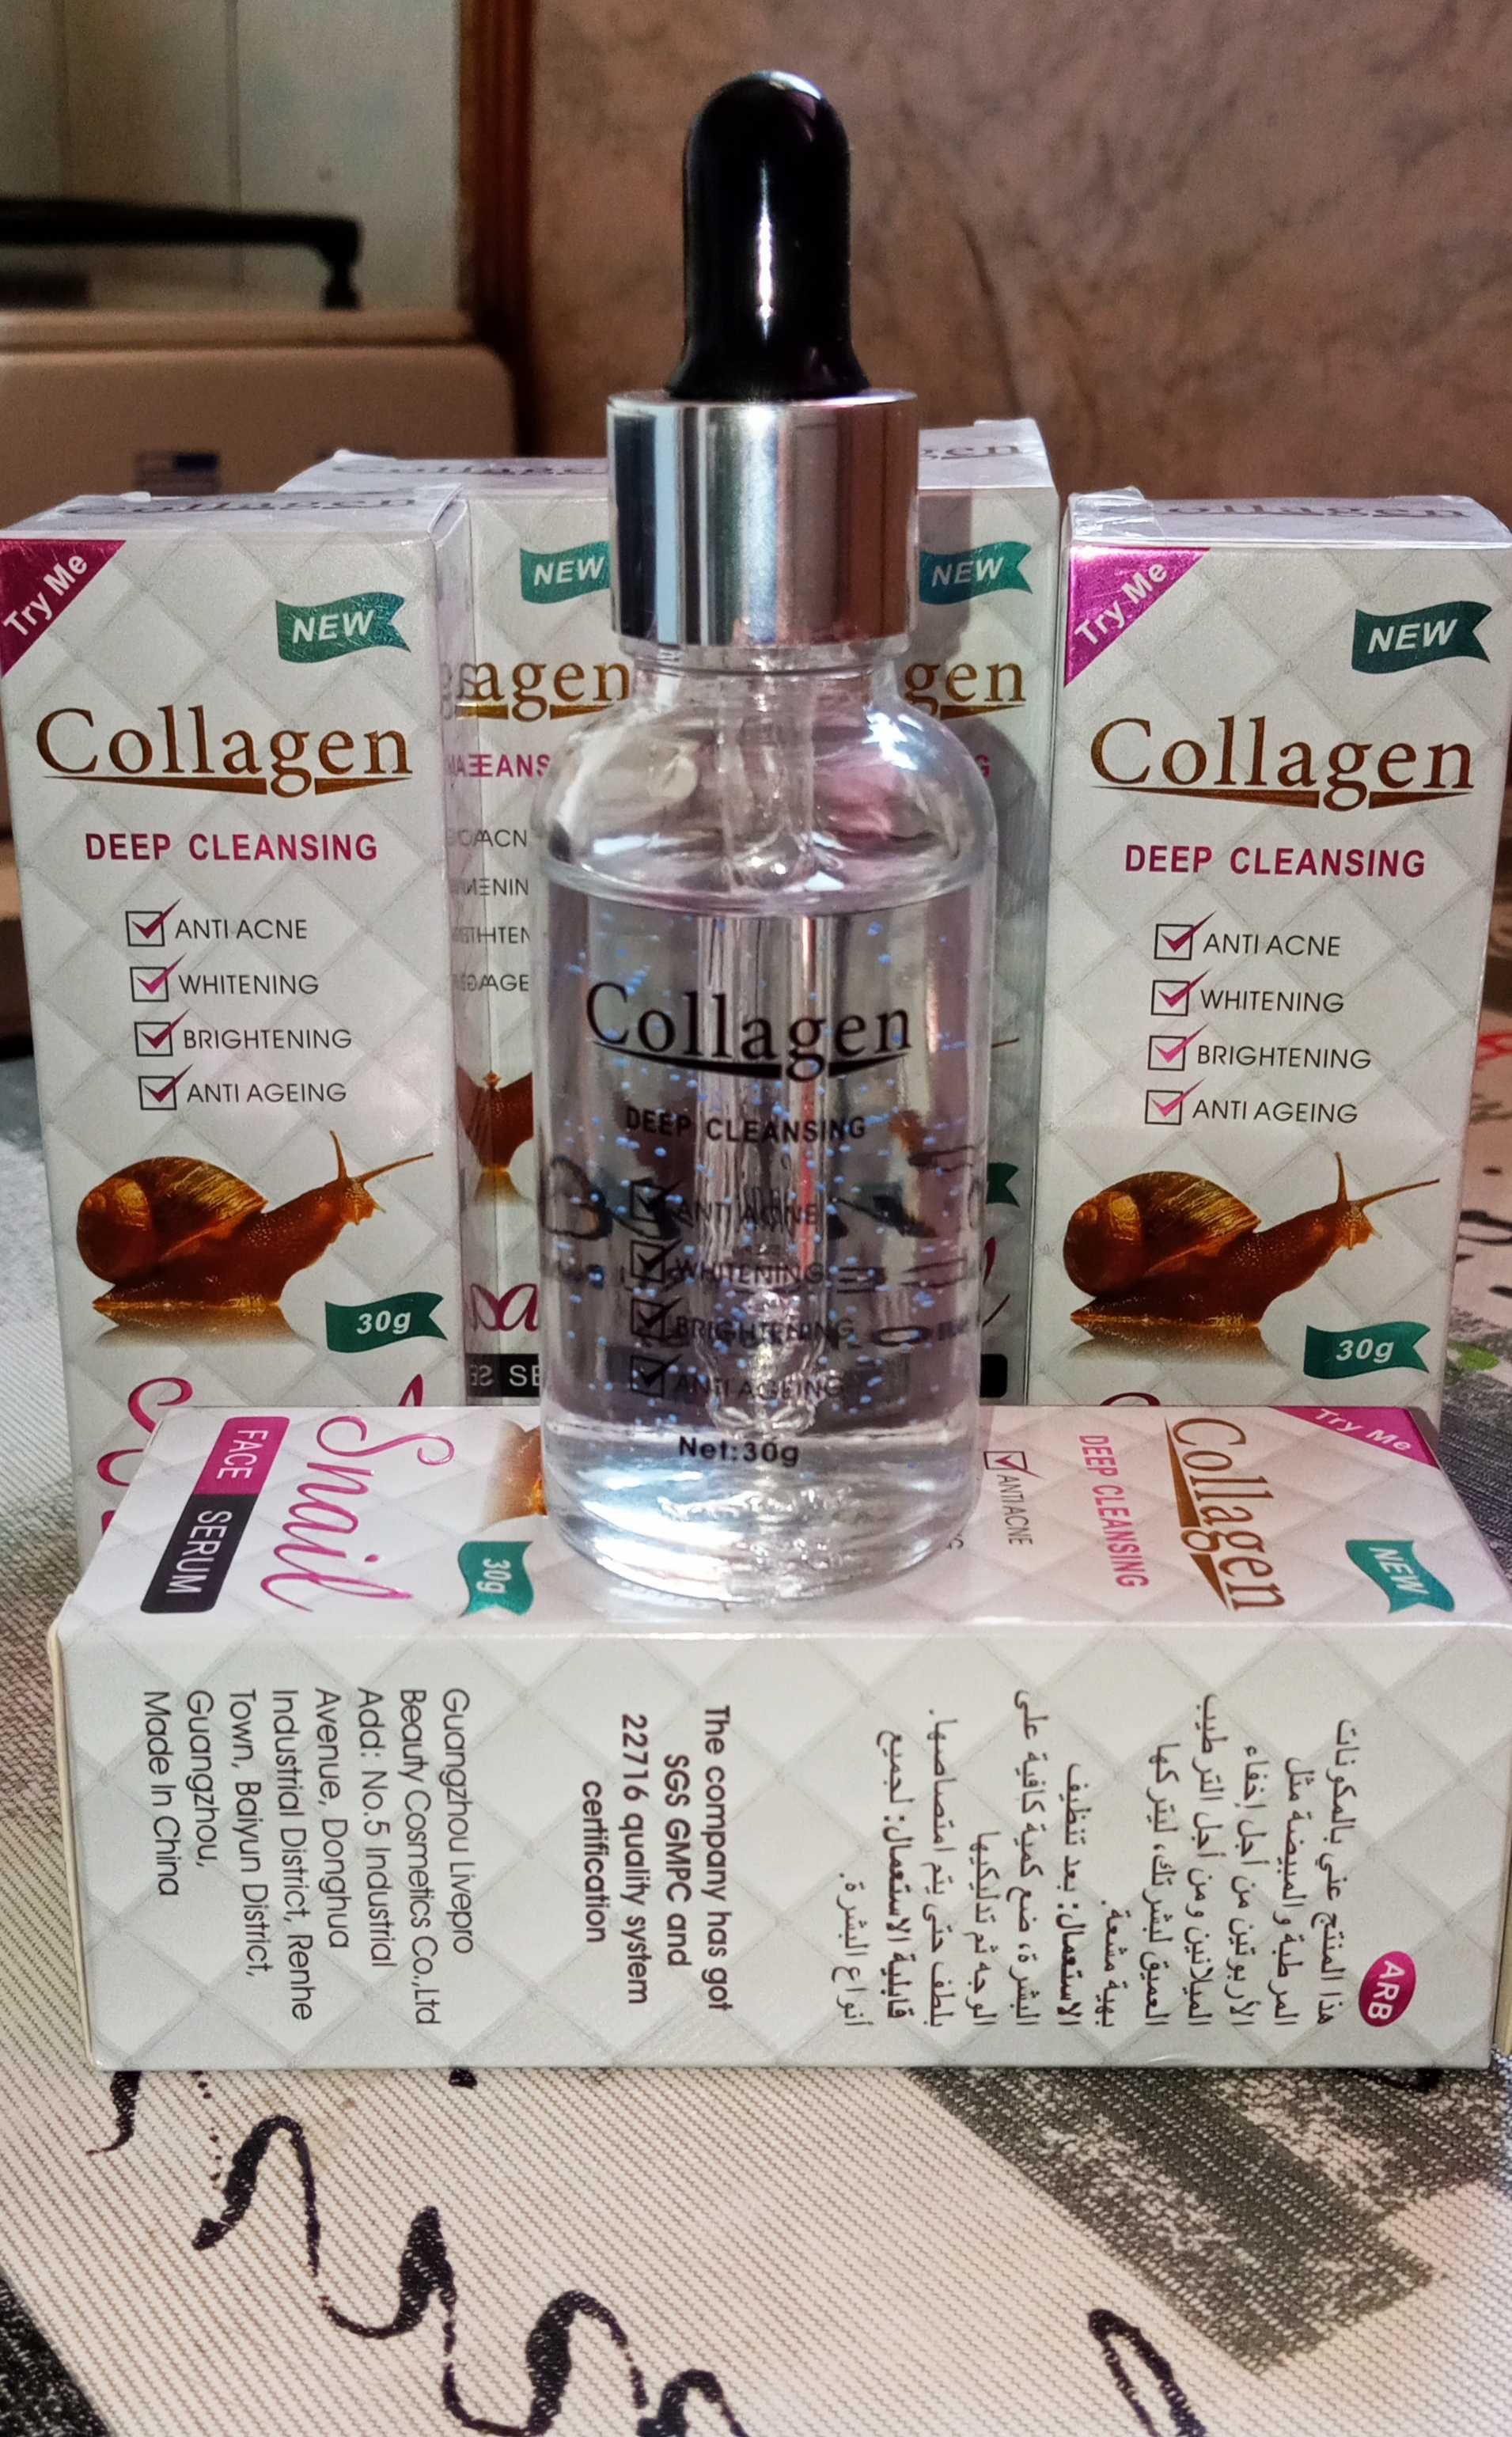 Try Me
NEW
Collagen
DEEP CLEANSING
ANTI ACNE
WHITENING
BRIGHTENING
ANTI AGEING
30g
NEW
NEW
Try Me
NEW
Collagen
DEEP CLEANSING
ANTI ACNE
WHITENING
BRIGHTENING
ANTI AGEING
30g
Collagen
DEEP CLEANSING
ANTI ACNE
WHITENING
BRIGHTENING
ANTI AGEING
Net:30g
Try Me
NEW
Collagen
DEEP CLEANSING
ANTI ACNE
30g
Snail
FACE SERUM
ARB
هذا المنتج غني بالمكونات
المرطبة والمبيضة مثل
الأربوتين من أجل إخفاء
الميلانين ومن أجل الترطيب
العميق لبشرتك، ليتركها
بهية مشعة.
الاستعمال: بعد تنظيف
البشرة، ضع كمية كافية على
الوجه ثم تدليكيها
بلطف حتى يتم امتصاصها.
قابلية الاستعمال: لجميع
أنواع البشرة.
The company has got
SGS GMPC and
22716 quality system
certification
Guangzhou Livepro
Beauty Cosmetics Co.,Ltd
Add: No.5 Industrial
Avenue, Donghua
Industrial District, Renhe
Town, Baiyun District,
Guangzhou,
Made In China